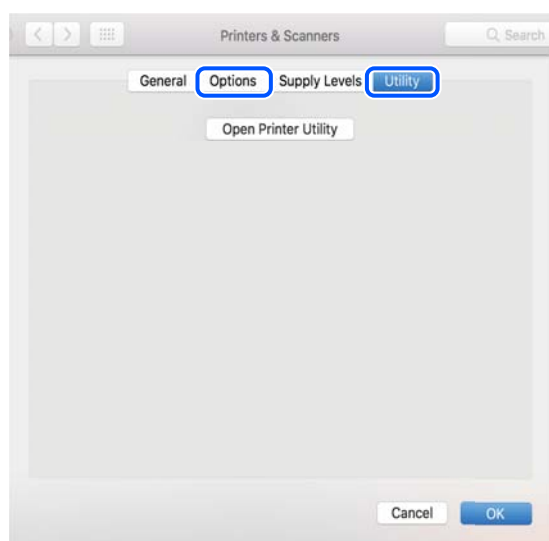 Printers & Scanners Search
General Options Supply Levels Utility
Open Printer Utility
Cancel OK